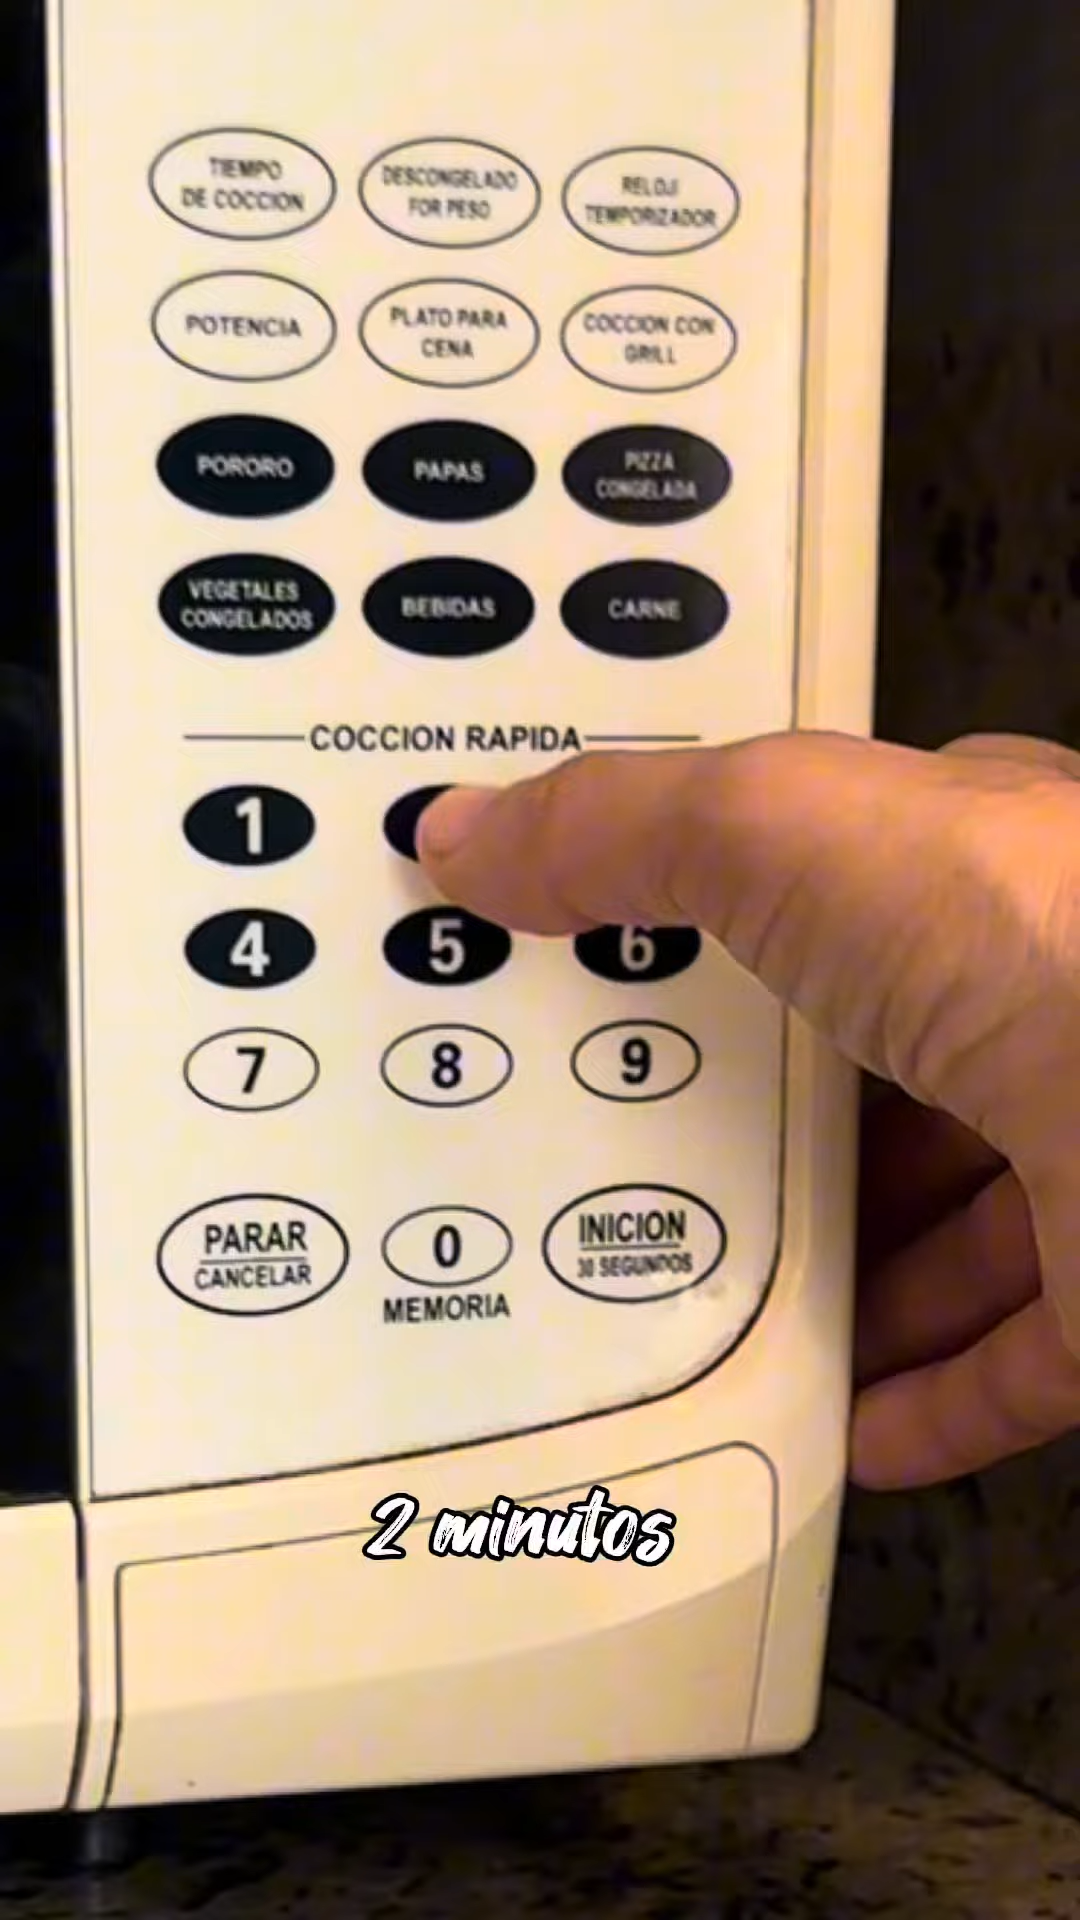 TIEMPO
DE COCCION
DESCONGELADO
FOR PESO
RELOJ/
TEMPORIZADOR
POTENCIA
PLATO PARA
CENA
COCCION CON
GRILL
PORORO
PAPAS
PIZZA
CONGELADA
VEGETALES
CONGELADOS
BEBIDAS
CARNE
COCCION RAPIDA
1
4
5
6
7
8
9
PARAR
CANCELAR
0
MEMORIA
INICION
30 SEGUNDOS
2 minutos